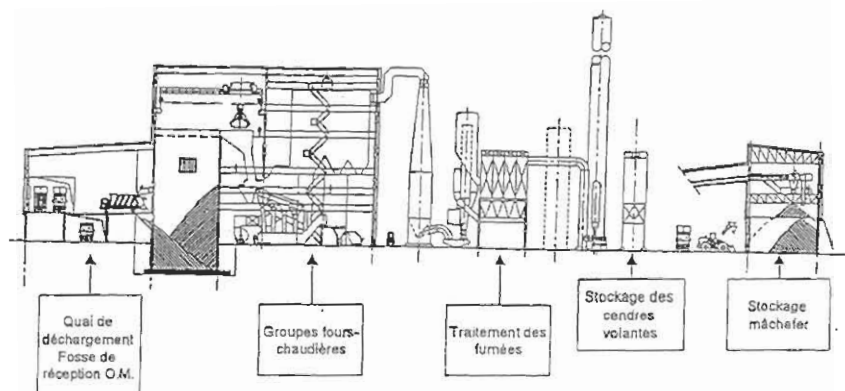 Quai de
déchargement
Fosse de
réception O.M.
Groupes fours-
chaudières
Traitement des
fumées
Stockage des
cendres
volantes
Stockage
mâchefer